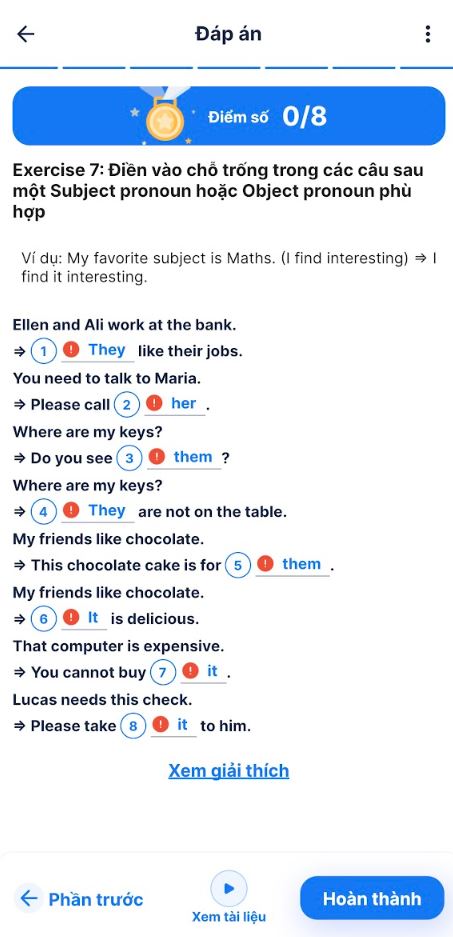 Đáp án
Điểm số 0/8
Exercise 7: Điền vào chỗ trống trong các câu sau
một Subject pronoun hoặc Object pronoun phù
hợp
Ví dụ: My favorite subject is Maths. (I find interesting) ⇒ I
find it interesting.
Ellen and Ali work at the bank.
⇒ 1 ! They like their jobs.
You need to talk to Maria.
⇒ Please call 2 ! her .
Where are my keys?
⇒ Do you see 3 ! them ?
Where are my keys?
⇒ 4 ! They are not on the table.
My friends like chocolate.
⇒ This chocolate cake is for 5 ! them .
My friends like chocolate.
⇒ 6 ! It is delicious.
That computer is expensive.
⇒ You cannot buy 7 ! it .
Lucas needs this check.
⇒ Please take 8 ! it to him.
Xem giải thích
Phần trước
Xem tài liệu
Hoàn thành